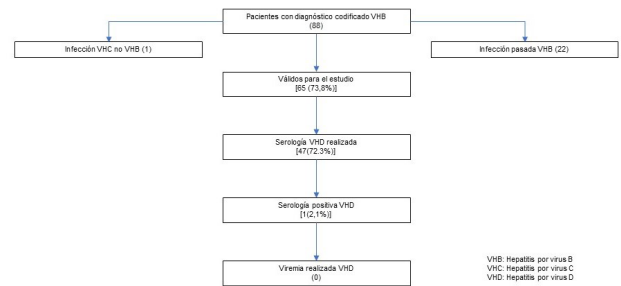 Pacientes con diagnóstico codificado VHB
(88)
Infección VHC no VHB (1)
Infección pasada VHB (22)
Válidos para el estudio
[65 (73,8%)]
Serología VHD realizada
[47(72,3%)]
Serología positiva VHD
[1(2,1%)]
Viremia realizada VHD
(0)
VHB: Hepatitis por virus B
VHC: Hepatitis por virus C
VHD: Hepatitis por virus D